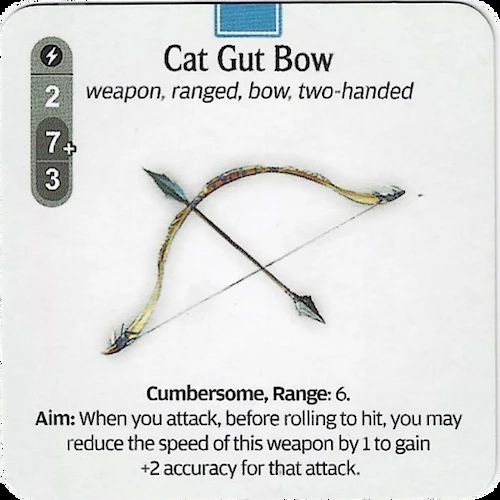 Cat Gut Bow
weapon, ranged, bow, two-handed
2
7+
3
Cumbersome, Range: 6.
Aim: When you attack, before rolling to hit, you may
reduce the speed of this weapon by 1 to gain
+2 accuracy for that attack.